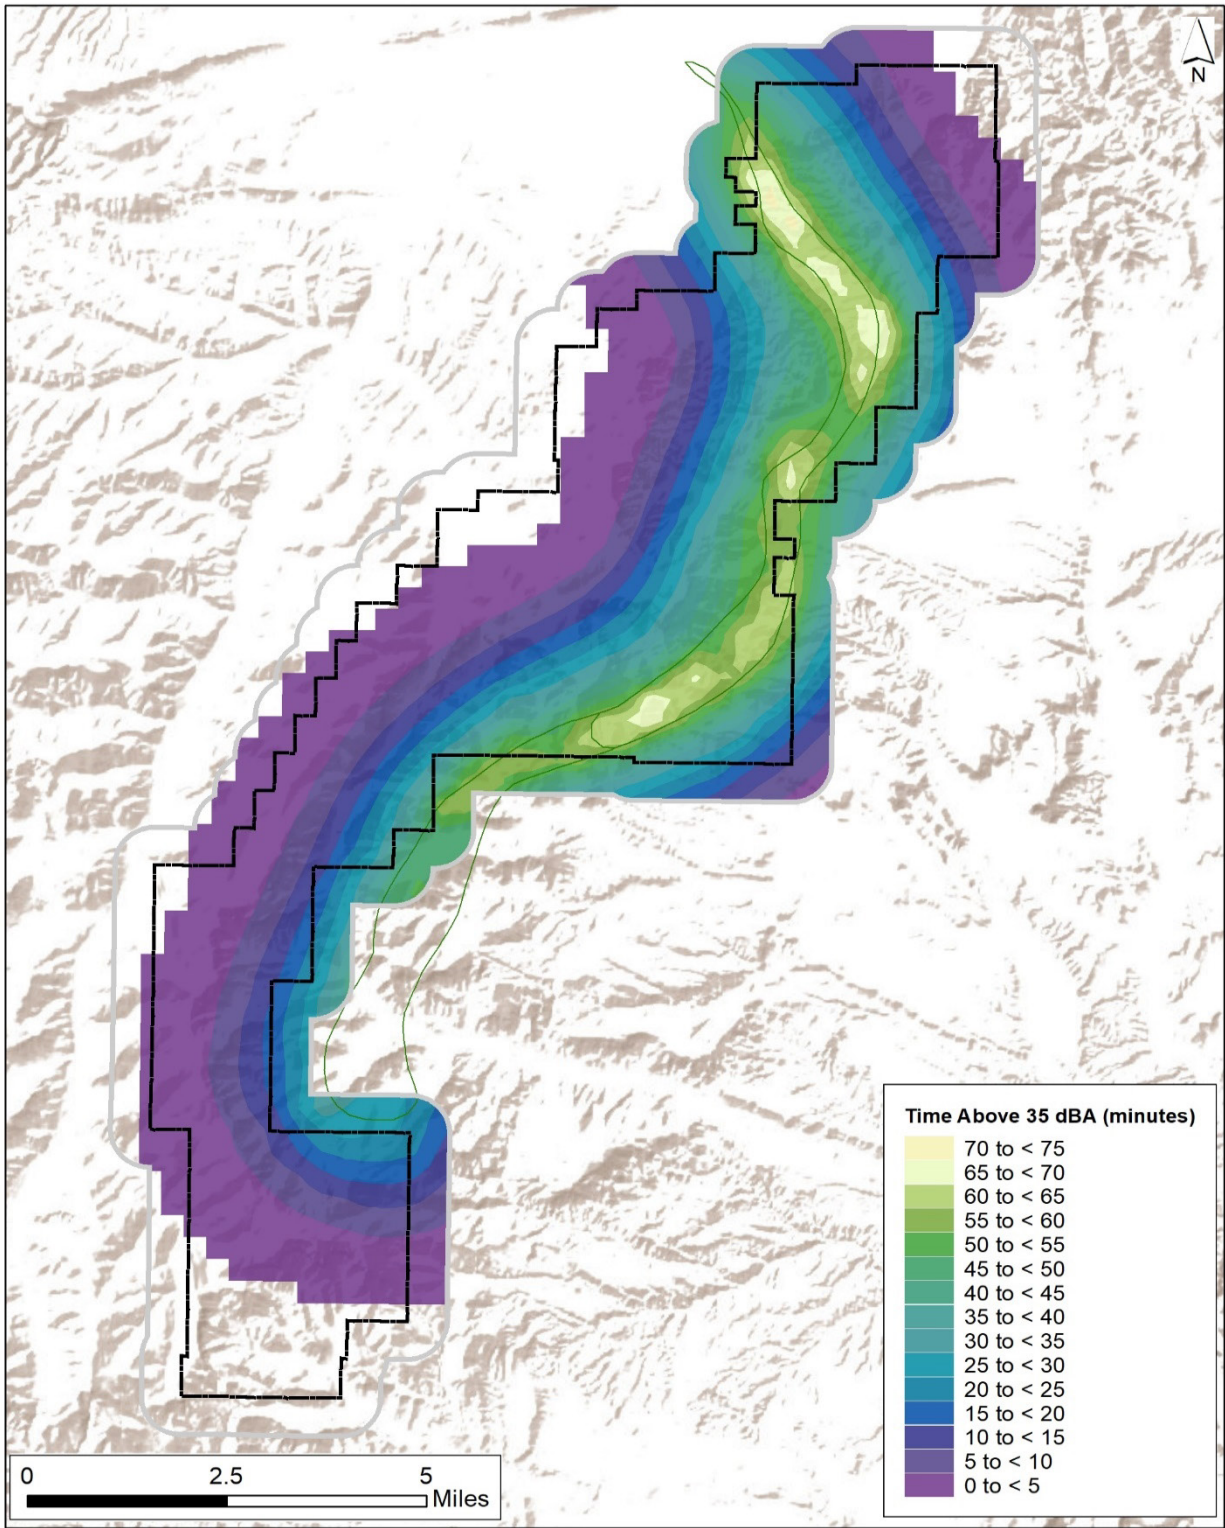 N
Time Above 35 dBA (minutes)
70 to < 75
65 to < 70
60 to < 65
55 to < 60
50 to < 55
45 to < 50
40 to < 45
35 to < 40
30 to < 35
25 to < 30
20 to < 25
15 to < 20
10 to < 15
5 to < 10
0 to < 5
0 2.5 5
Miles